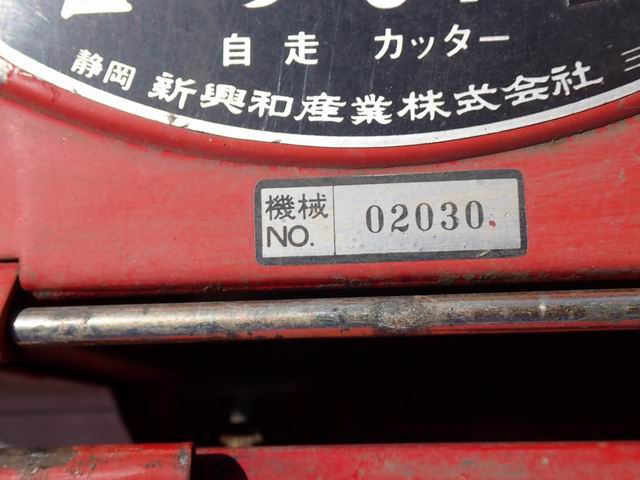 自走 カッター
静岡 新興和産業株式会社
機械
NO.
02030